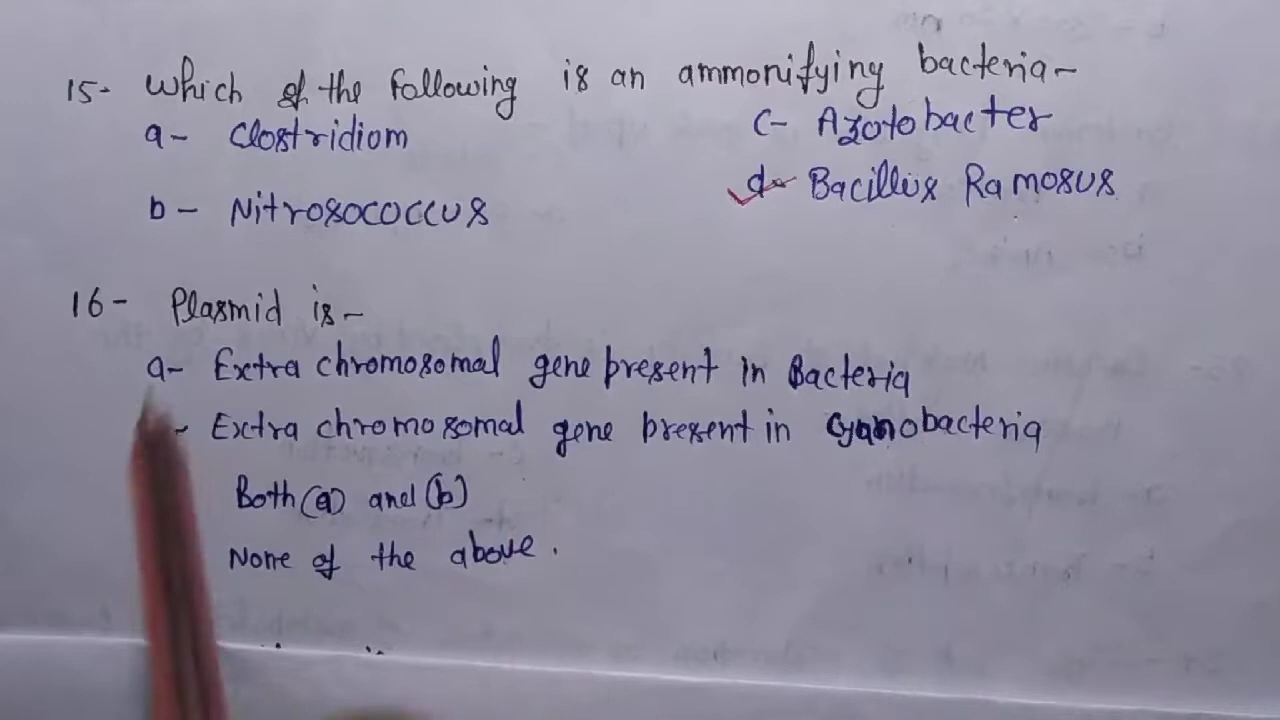 15- Which of the following is an ammonifying bacteria-
a- Clostridiom
c- Azotobacter
b- Nitrosococcus
d- Bacillus Ramosus
16- Plasmid is-
a- Extra chromosomal gene present in Bacteria
- Extra chromosomal gene present in Cyanobacteria
Both (a) and (b)
None of the above.